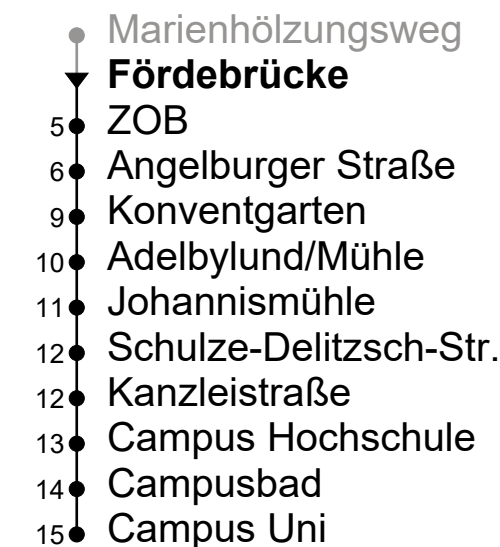 Marienhölzungsweg
Fördebrücke
5 ZOB
6 Angelburger Straße
9 Konventgarten
10 Adelbylund/Mühle
11 Johannismühle
12 Schulze-Delitzsch-Str.
12 Kanzleistraße
13 Campus Hochschule
14 Campusbad
15 Campus Uni